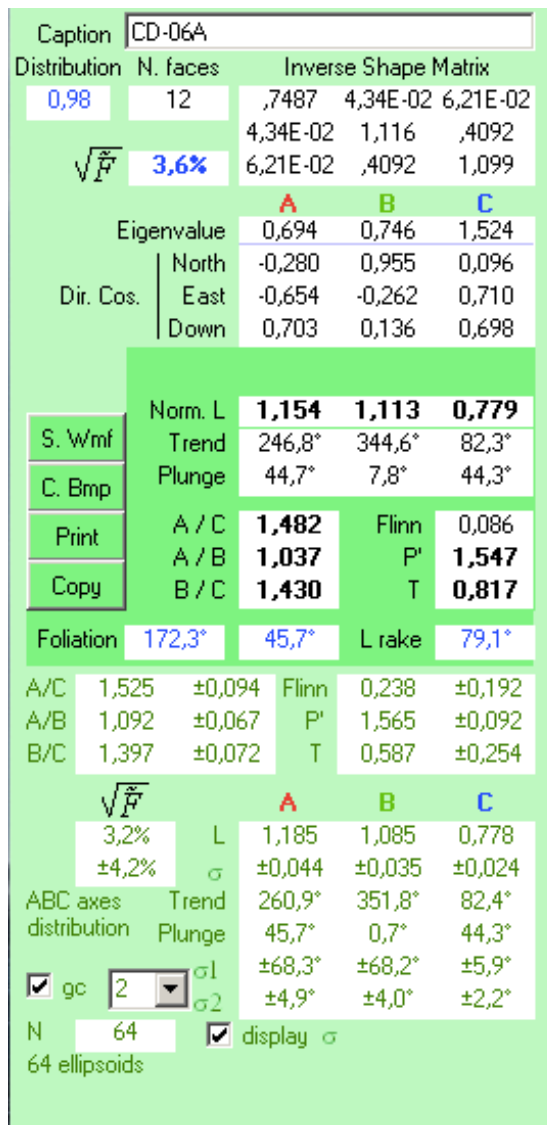 Caption CD-06A
Distribution N. faces Inverse Shape Matrix
0,98 12 ,7487 4,34E-02 6,21E-02
4,34E-02 1,116 ,4092
√F̃ 3,6% 6,21E-02 ,4092 1,099
A B C
Eigenvalue 0,694 0,746 1,524
North -0,280 0,955 0,096
Dir. Cos. East -0,654 -0,262 0,710
Down 0,703 0,136 0,698
Norm. L 1,154 1,113 0,779
S. Wmf Trend 246,8° 344,6° 82,3°
C. Bmp Plunge 44,7° 7,8° 44,3°
Print A / C 1,482 Flinn 0,086
A / B 1,037 P' 1,547
Copy B / C 1,430 T 0,817
Foliation 172,3° 45,7° L rake 79,1°
A/C 1,525 ±0,094 Flinn 0,238 ±0,192
A/B 1,092 ±0,067 P' 1,565 ±0,092
B/C 1,397 ±0,072 T 0,587 ±0,254
√F̃ A B C
3,2% L 1,185 1,085 0,778
±4,2% σ ±0,044 ±0,035 ±0,024
ABC axes Trend 260,9° 351,8° 82,4°
distribution Plunge 45,7° 0,7° 44,3°
gc 2 σ1 ±68,3° ±68,2° ±5,9°
σ2 ±4,9° ±4,0° ±2,2°
N 64 display σ
64 ellipsoids